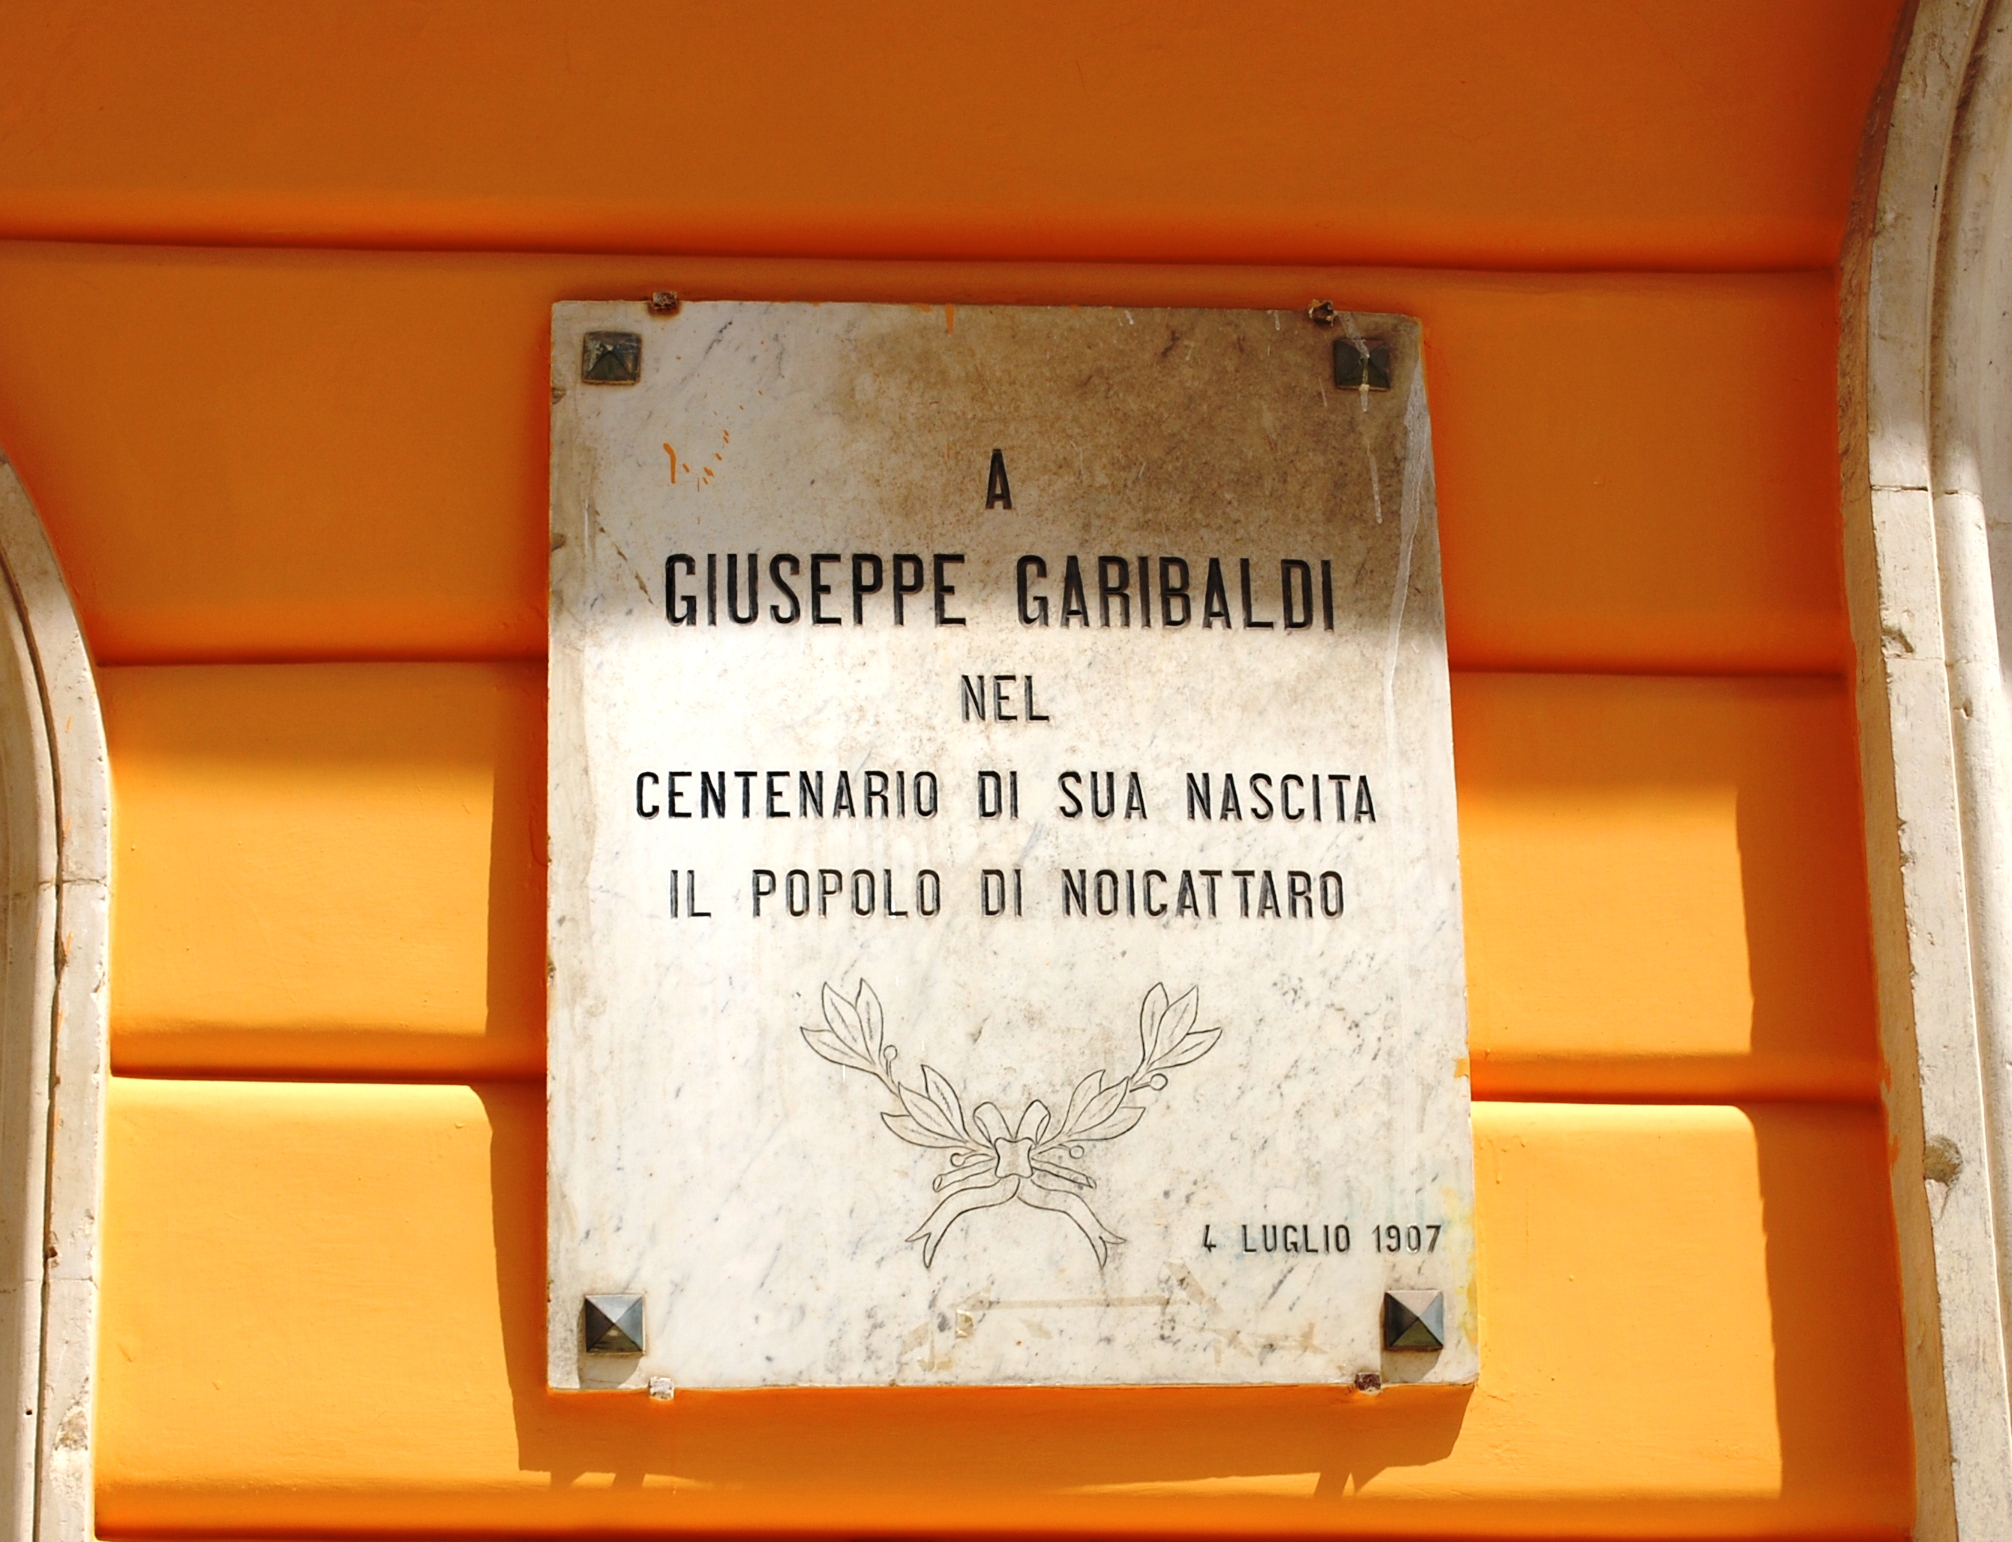 A
GIUSEPPE GARIBALDI
NEL
CENTENARIO DI SUA NASCITA
IL POPOLO DI NOICATTARO
4 LUGLIO 1907